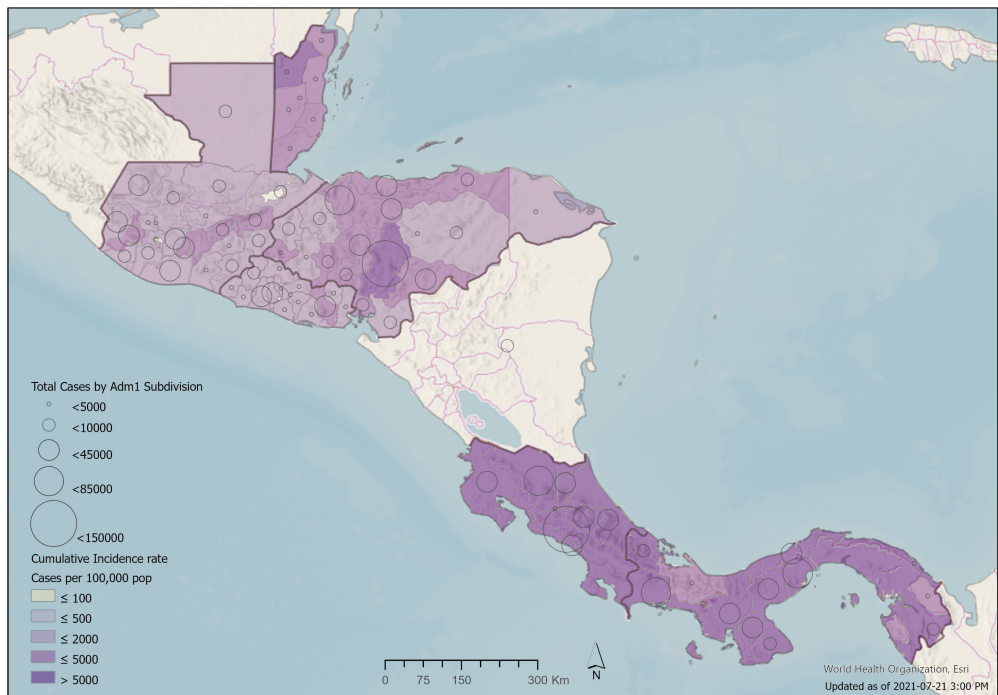 Total Cases by Adm1 Subdivision
<5000
<10000
<45000
<85000
<150000
Cumulative Incidence rate
Cases per 100,000 pop
≤ 100
≤ 500
≤ 2000
≤ 5000
> 5000
0 75 150 300 Km
N
World Health Organization, Esri
Updated as of 2021-07-21 3:00 PM